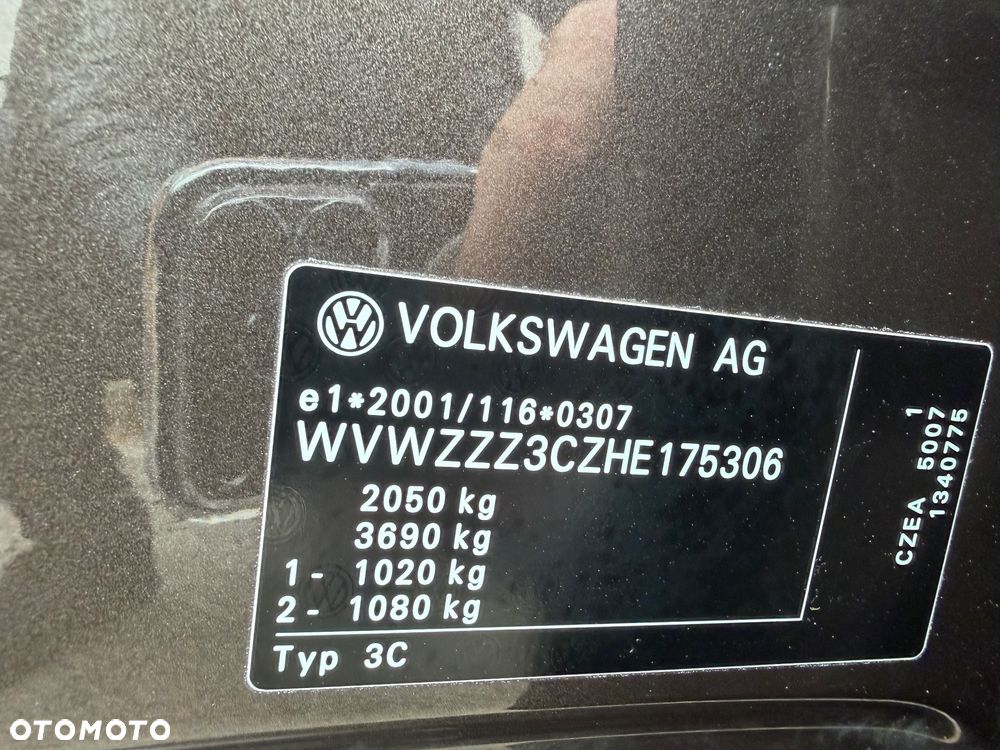 VOLKSWAGEN AG
e1*2001/116*0307
WVWZZZ3CZHE175306
2050 kg
3690 kg
1- 1020 kg
2- 1080 kg
Typ 3C
1
CZEA 5007
1340775
OTOMOTO